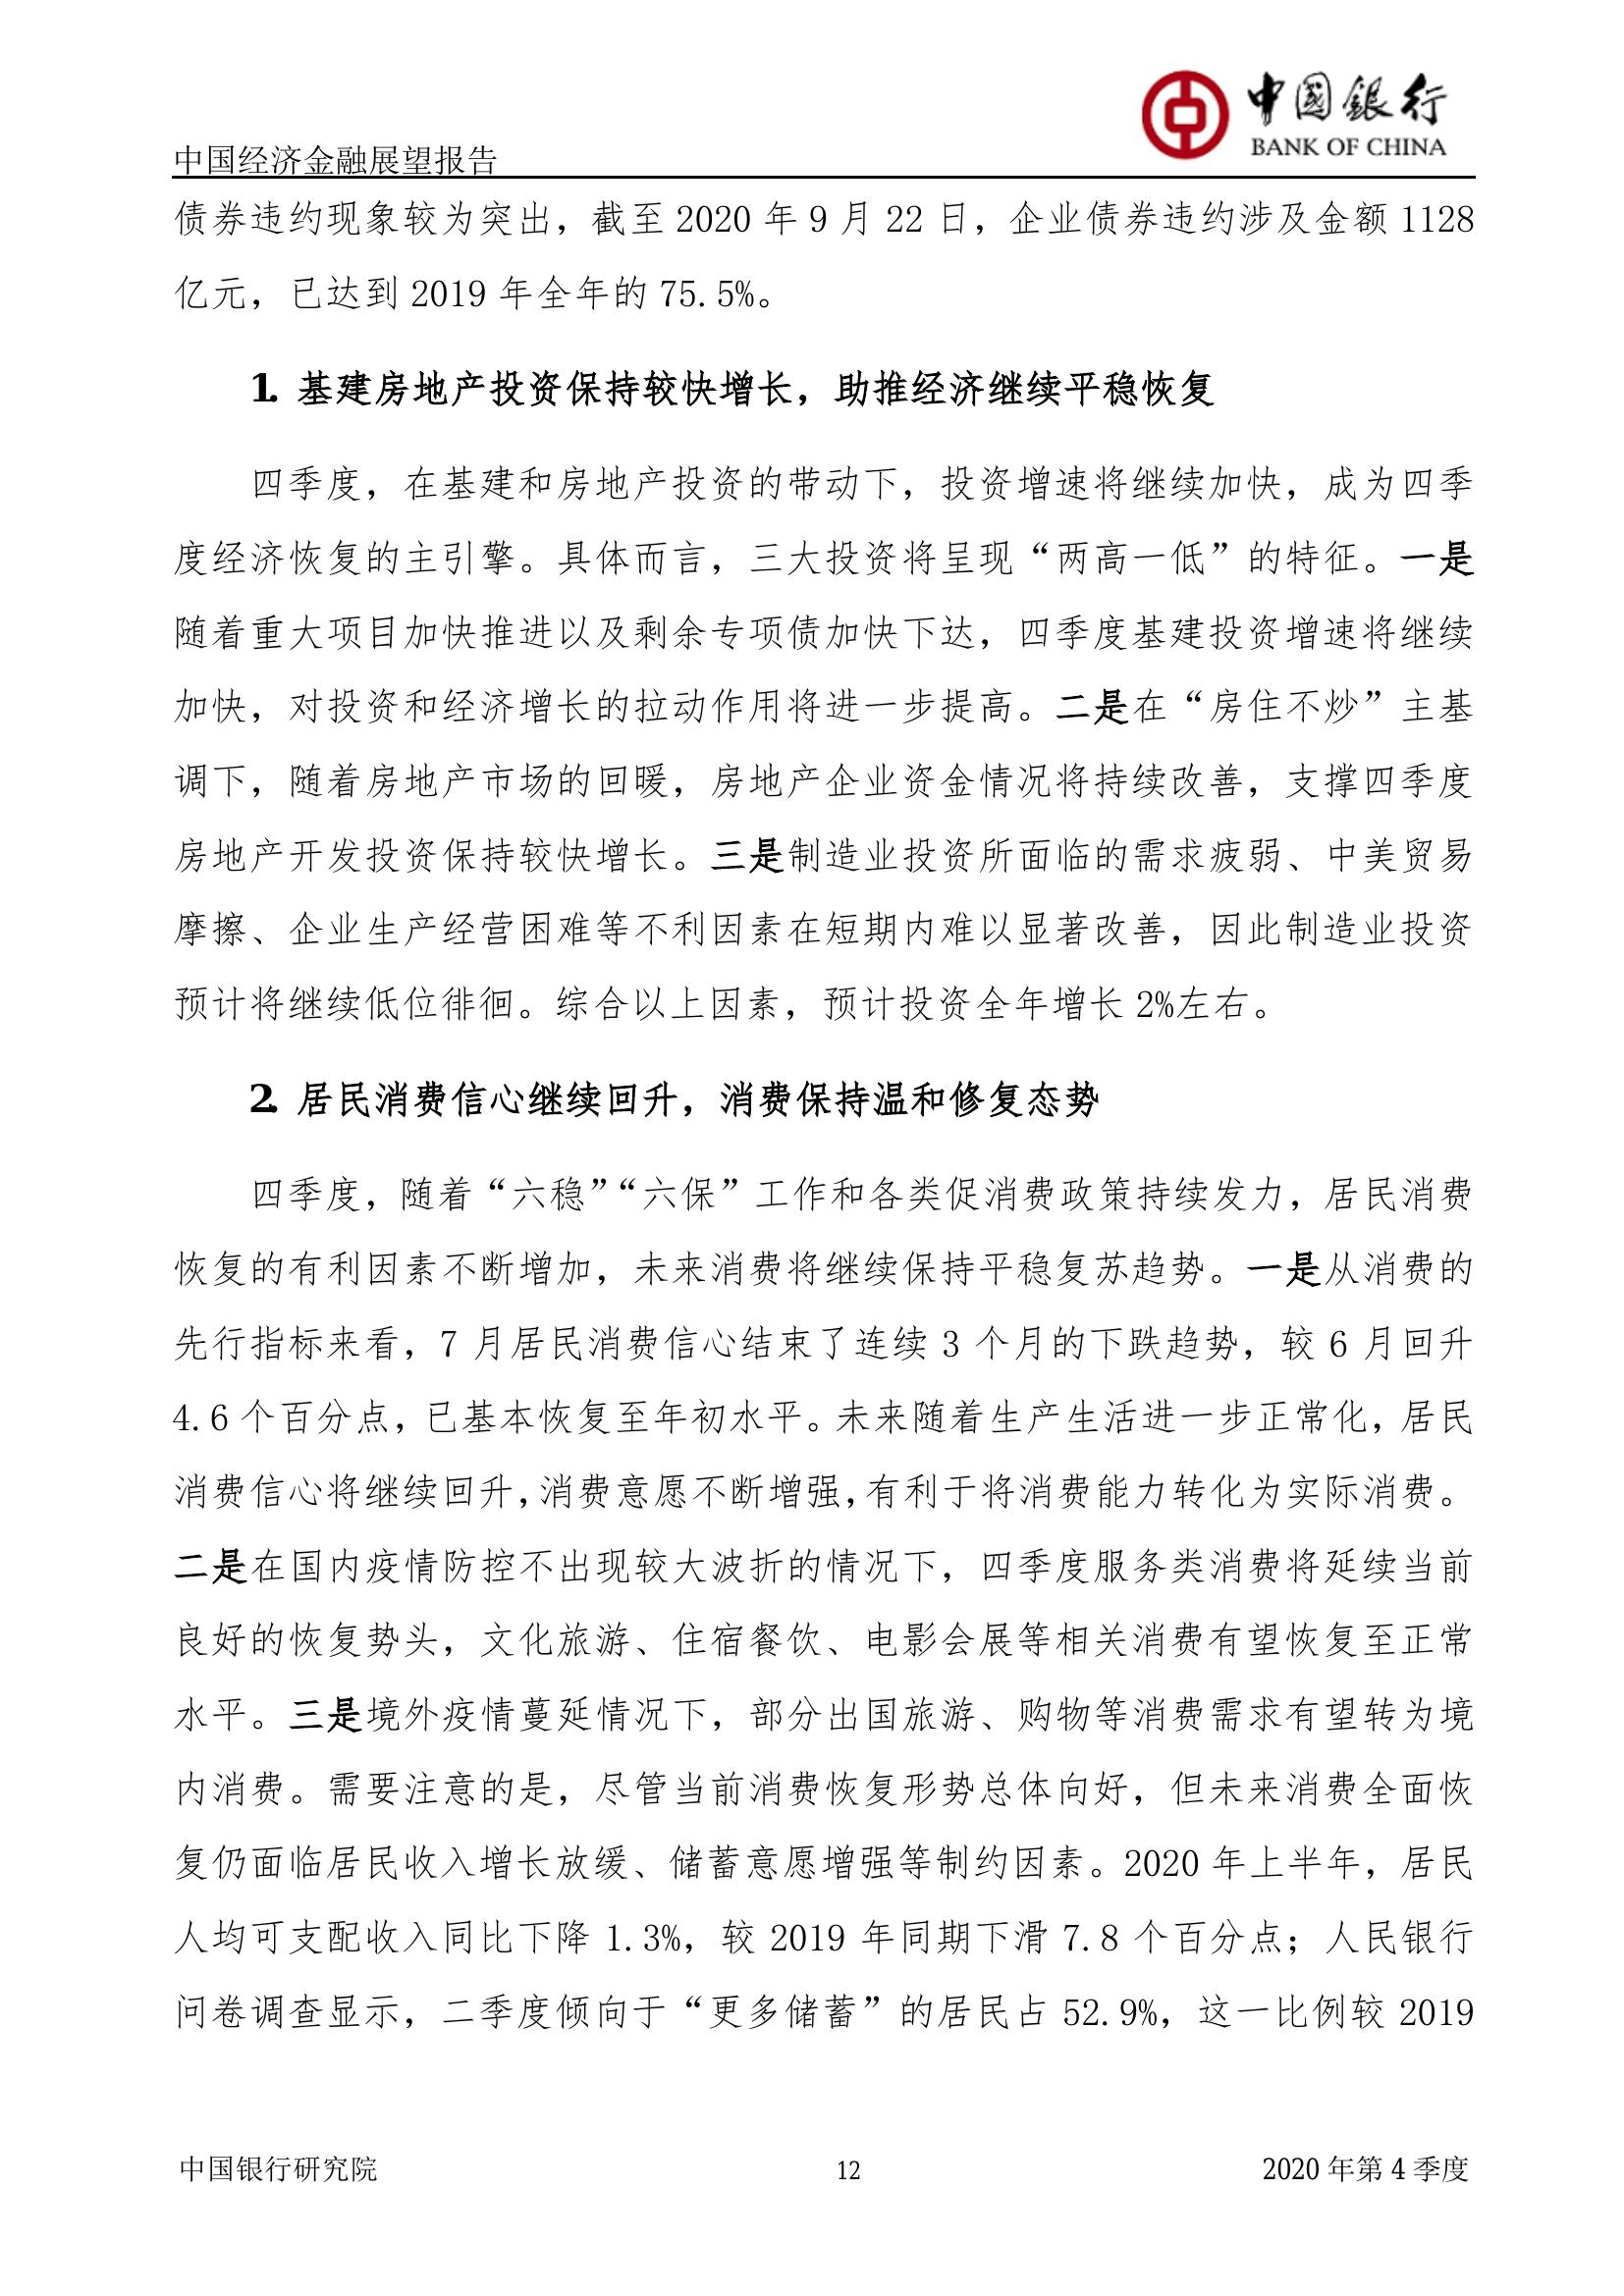 中國銀行
BANK OF CHINA
中国经济金融展望报告
债券违约现象较为突出，截至 2020 年 9 月 22 日，企业债券违约涉及金额 1128
亿元，已达到 2019 年全年的 75.5%。
1. 基建房地产投资保持较快增长，助推经济继续平稳恢复
四季度，在基建和房地产投资的带动下，投资增速将继续加快，成为四季
度经济恢复的主引擎。具体而言，三大投资将呈现“两高一低”的特征。一是
随着重大项目加快推进以及剩余专项债加快下达，四季度基建投资增速将继续
加快，对投资和经济增长的拉动作用将进一步提高。二是在“房住不炒”主基
调下，随着房地产市场的回暖，房地产企业资金情况将持续改善，支撑四季度
房地产开发投资保持较快增长。三是制造业投资所面临的需求疲弱、中美贸易
摩擦、企业生产经营困难等不利因素在短期内难以显著改善，因此制造业投资
预计将继续低位徘徊。综合以上因素，预计投资全年增长 2%左右。
2. 居民消费信心继续回升，消费保持温和修复态势
四季度，随着“六稳”“六保”工作和各类促消费政策持续发力，居民消费
恢复的有利因素不断增加，未来消费将继续保持平稳复苏趋势。一是从消费的
先行指标来看，7 月居民消费信心结束了连续 3 个月的下跌趋势，较 6 月回升
4.6 个百分点，已基本恢复至年初水平。未来随着生产生活进一步正常化，居民
消费信心将继续回升，消费意愿不断增强，有利于将消费能力转化为实际消费。
二是在国内疫情防控不出现较大波折的情况下，四季度服务类消费将延续当前
良好的恢复势头，文化旅游、住宿餐饮、电影会展等相关消费有望恢复至正常
水平。三是境外疫情蔓延情况下，部分出国旅游、购物等消费需求有望转为境
内消费。需要注意的是，尽管当前消费恢复形势总体向好，但未来消费全面恢
复仍面临居民收入增长放缓、储蓄意愿增强等制约因素。2020 年上半年，居民
人均可支配收入同比下降 1.3%，较 2019 年同期下滑 7.8 个百分点；人民银行
问卷调查显示，二季度倾向于“更多储蓄”的居民占 52.9%，这一比例较 2019
中国银行研究院
12
2020 年第 4 季度